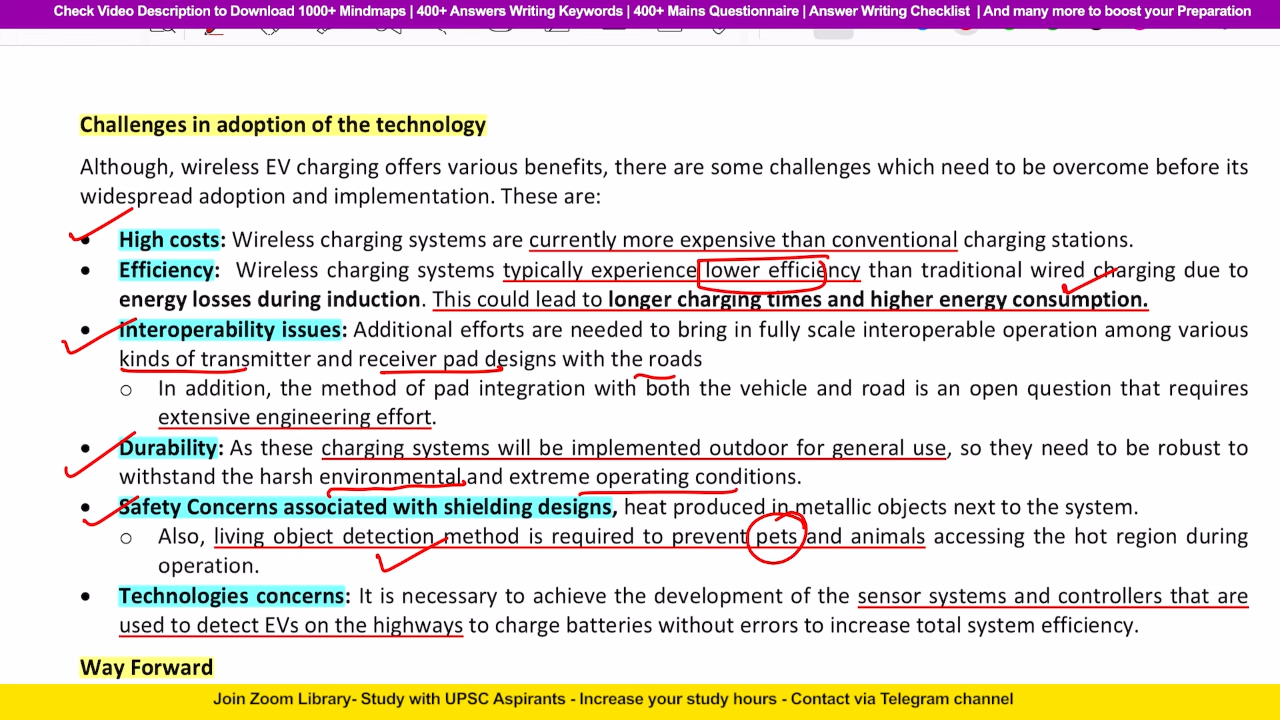 Check Video Description to Download 1000+ Mindmaps | 400+ Answers Writing Keywords | 400+ Mains Questionnaire | Answer Writing Checklist | And many more to boost your Preparation
Challenges in adoption of the technology
Although, wireless EV charging offers various benefits, there are some challenges which need to be overcome before its
widespread adoption and implementation. These are:
• High costs: Wireless charging systems are currently more expensive than conventional charging stations.
• Efficiency: Wireless charging systems typically experience lower efficiency than traditional wired charging due to
energy losses during induction. This could lead to longer charging times and higher energy consumption.
• Interoperability issues: Additional efforts are needed to bring in fully scale interoperable operation among various
kinds of transmitter and receiver pad designs with the roads
o In addition, the method of pad integration with both the vehicle and road is an open question that requires
extensive engineering effort.
• Durability: As these charging systems will be implemented outdoor for general use, so they need to be robust to
withstand the harsh environmental and extreme operating conditions.
• Safety Concerns associated with shielding designs, heat produced in metallic objects next to the system.
o Also, living object detection method is required to prevent pets and animals accessing the hot region during
operation.
• Technologies concerns: It is necessary to achieve the development of the sensor systems and controllers that are
used to detect EVs on the highways to charge batteries without errors to increase total system efficiency.
Way Forward
Join Zoom Library- Study with UPSC Aspirants - Increase your study hours - Contact via Telegram channel